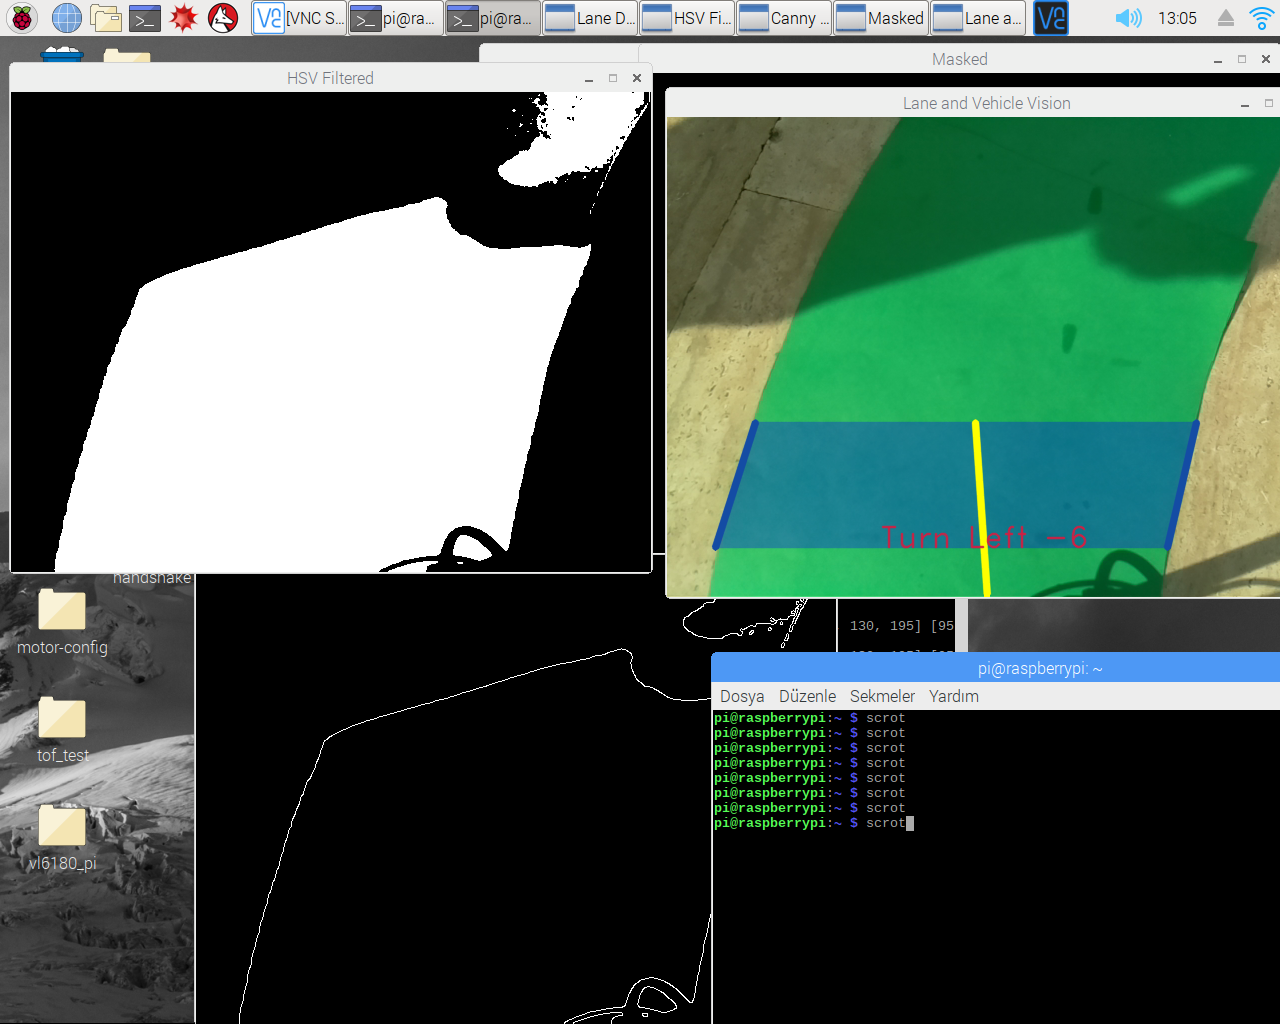 [VNC S...
pi@ra...
pi@ra...
Lane D...
HSV Fi...
Canny ...
Masked
Lane a...
13:05
Masked
HSV Filtered
Lane and Vehicle Vision
Turn Left -6
handshake
motor-config
130, 195] [95
tof_test
vl6180_pi
pi@raspberrypi: ~
Dosya Düzenle Sekmeler Yardım
pi@raspberrypi:~ $ scrot
pi@raspberrypi:~ $ scrot
pi@raspberrypi:~ $ scrot
pi@raspberrypi:~ $ scrot
pi@raspberrypi:~ $ scrot
pi@raspberrypi:~ $ scrot
pi@raspberrypi:~ $ scrot
pi@raspberrypi:~ $ scrot